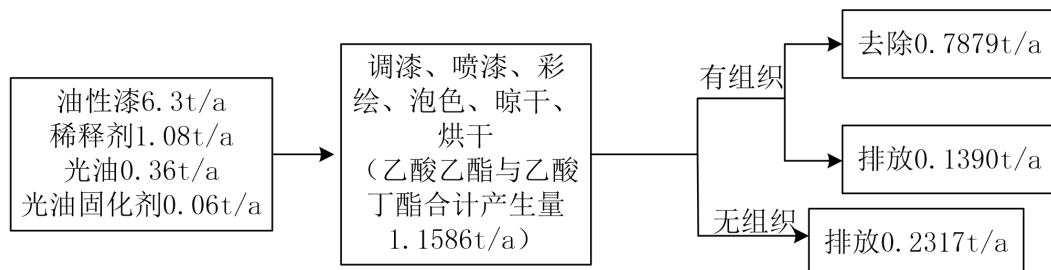 油性漆6.3t/a
稀释剂1.08t/a
光油0.36t/a
光油固化剂0.06t/a
调漆、喷漆、彩
绘、泡色、晾干、
烘干
（乙酸乙酯与乙酸
丁酯合计产生量
1.1586t/a）
有组织
去除0.7879t/a
排放0.1390t/a
无组织
排放0.2317t/a